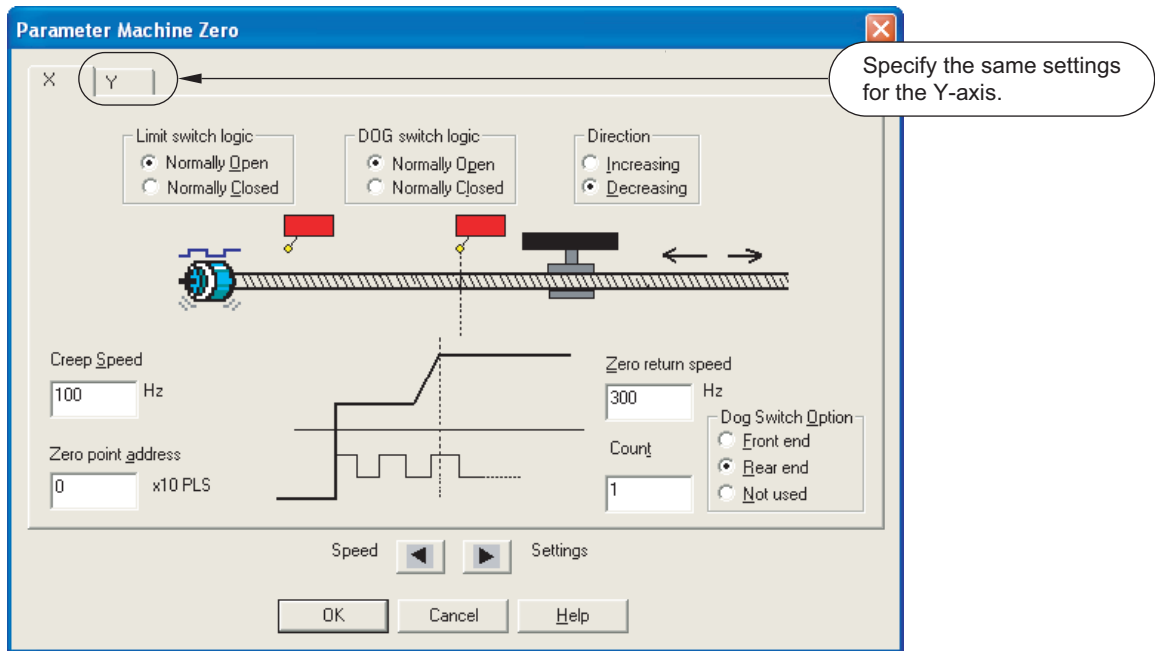 Parameter Machine Zero
Specify the same settings
for the Y-axis.
X
Y
Limit switch logic
Normally Open
Normally Closed
DOG switch logic
Normally Open
Normally Closed
Direction
Increasing
Decreasing
Creep Speed
100 Hz
Zero point address
0 x10 PLS
Zero return speed
300 Hz
Count
1
Dog Switch Option
Front end
Rear end
Not used
Speed
Settings
OK
Cancel
Help